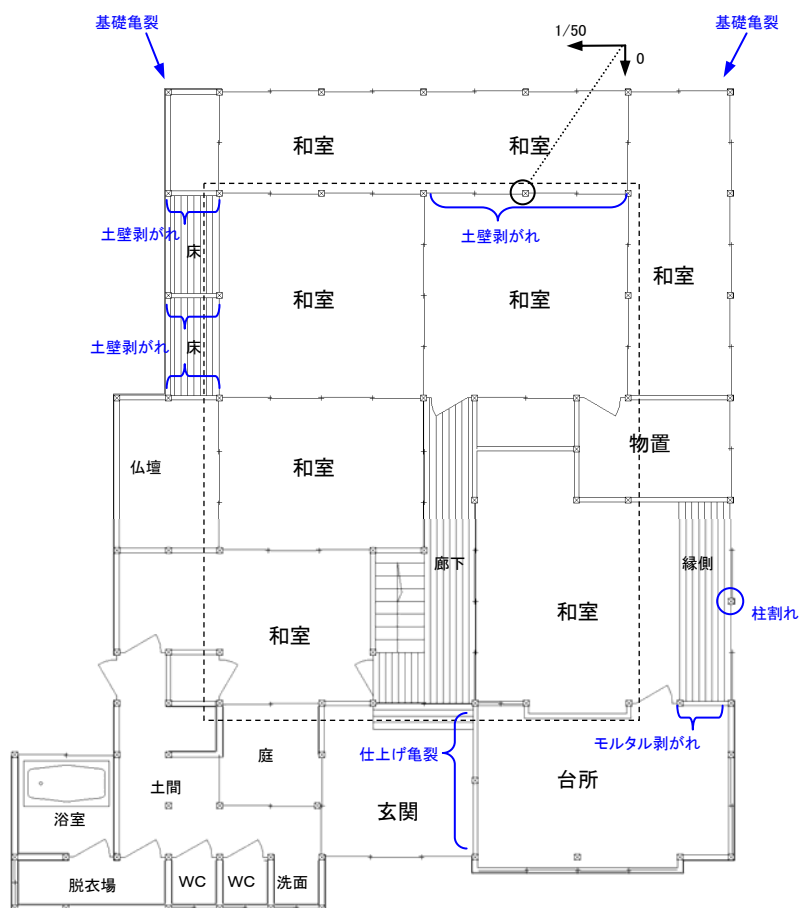 基礎亀裂
基礎亀裂
1/50
0
和室
和室
土壁剥がれ
床
土壁剥がれ
和室
和室
和室
土壁剥がれ
床
仏壇
和室
物置
廊下
縁側
和室
和室
柱割れ
仕上げ亀裂
モルタル剥がれ
庭
土間
台所
浴室
玄関
脱衣場
WC
WC
洗面